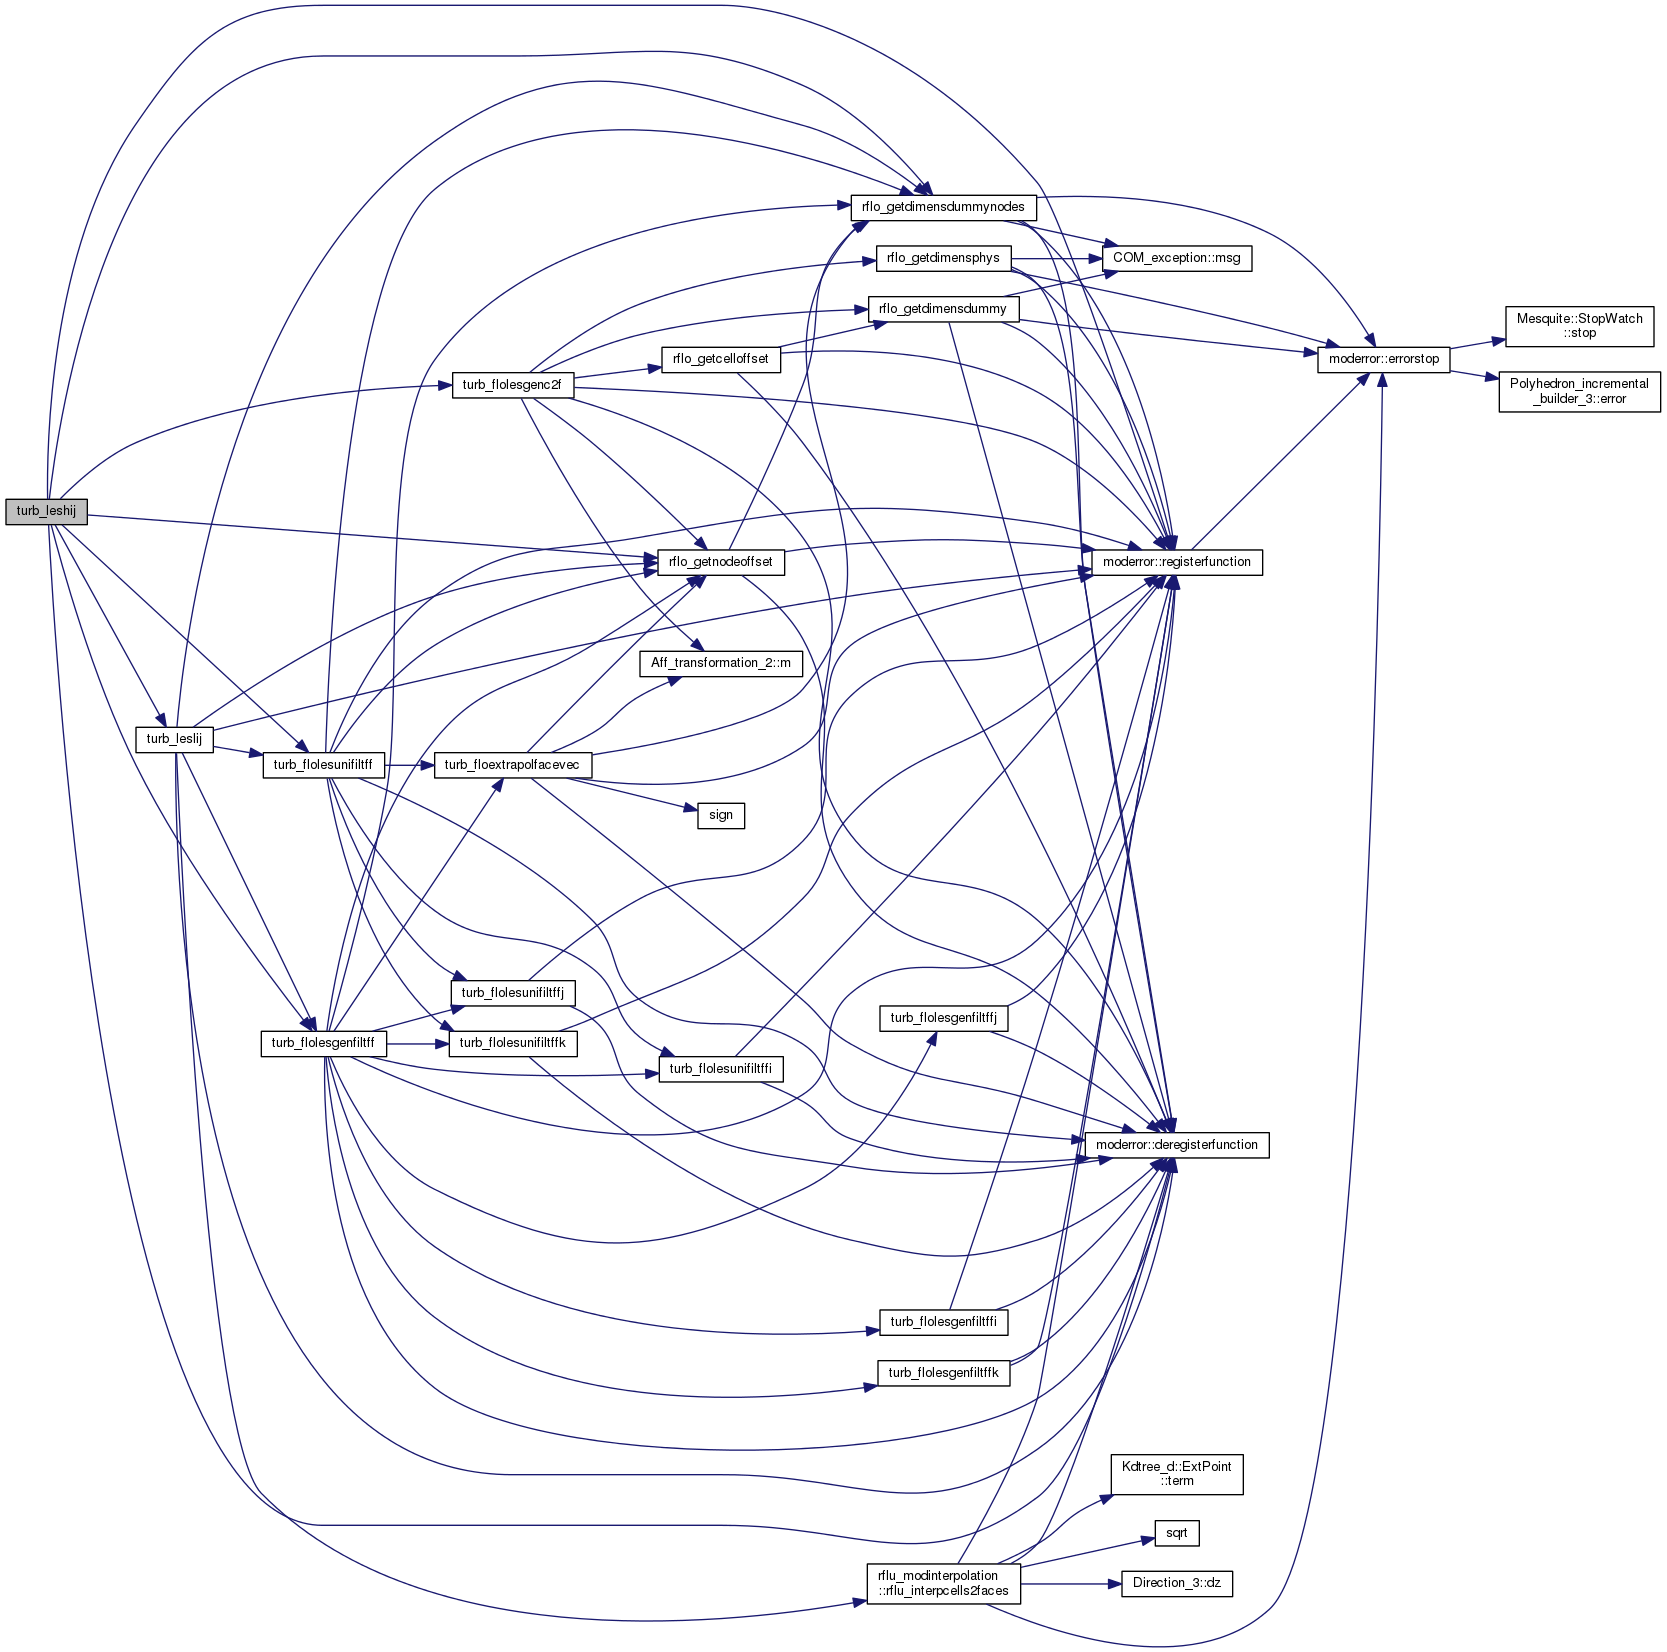 rflo_getdimensdummynodes
rflo_getdimensphys
COM_exception::msg
rflo_getdimensdummy
Mesquite::StopWatch
::stop
rflo_getcelloffset
moderror::errorstop
turb_flolesgenc2f
Polyhedron_incremental
_builder_3::error
turb_leshij
rflo_getnodeoffset
moderror::registerfunction
Aff_transformation_2::m
turb_leslij
turb_flolesunifiltff
turb_floextrapolfacevec
sign
turb_flolesunifiltffj
turb_flolesgenfiltffj
turb_flolesgenfiltff
turb_flolesunifiltffk
turb_flolesunifiltffi
moderror::deregisterfunction
turb_flolesgenfiltffi
turb_flolesgenfiltffk
Kdtree_d::ExtPoint
::term
sqrt
rflu_modinterpolation
::rflu_interpcells2faces
Direction_3::dz